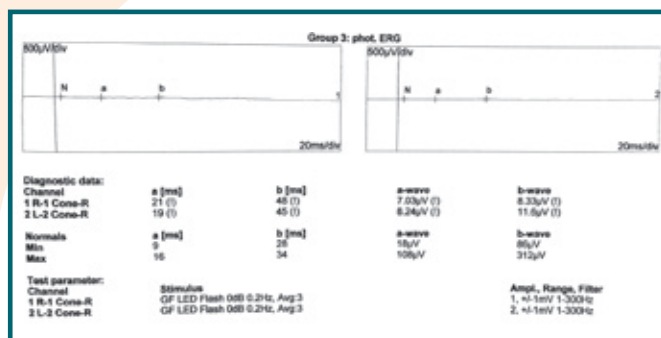 Group 3: phot. ERG
500µV/div
500µV/div
N a b 1
N a b 2
20ms/div
20ms/div
Diagnostic data:
Channel a [ms] b [ms] a-wave b-wave
1 R-1 Cone-R 21 (!) 48 (!) 7.03µV (!) 8.33µV (!)
2 L-2 Cone-R 19 (!) 45 (!) 8.24µV (!) 11.6µV (!)
Normals a [ms] b [ms] a-wave b-wave
Min 9 28 18µV 86µV
Max 16 34 108µV 312µV
Test parameter:
Channel Stimulus Ampl., Range, Filter
1 R-1 Cone-R GF LED Flash 0dB 0.2Hz, Avg:3 1, +/-1mV 1-300Hz
2 L-2 Cone-R GF LED Flash 0dB 0.2Hz, Avg:3 2, +/-1mV 1-300Hz